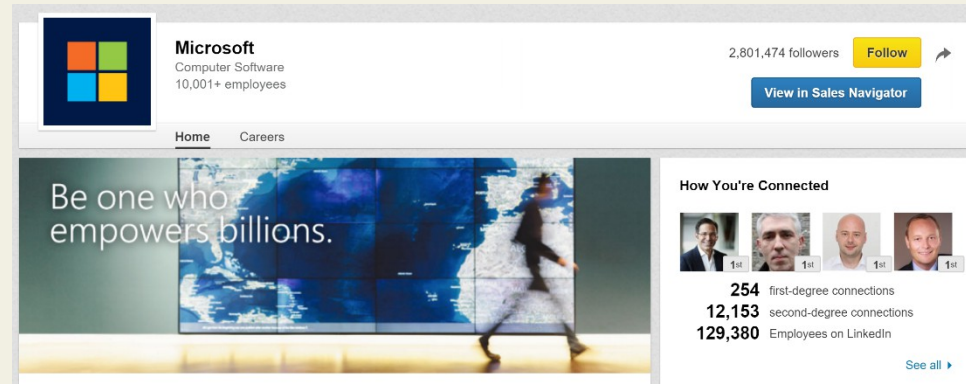 Microsoft
Computer Software
10,001+ employees
2,801,474 followers
Follow
View in Sales Navigator
Home Careers
Be one who
empowers billions.
How You're Connected
1st 1st 1st 1st
254 first-degree connections
12,153 second-degree connections
129,380 Employees on LinkedIn
See all